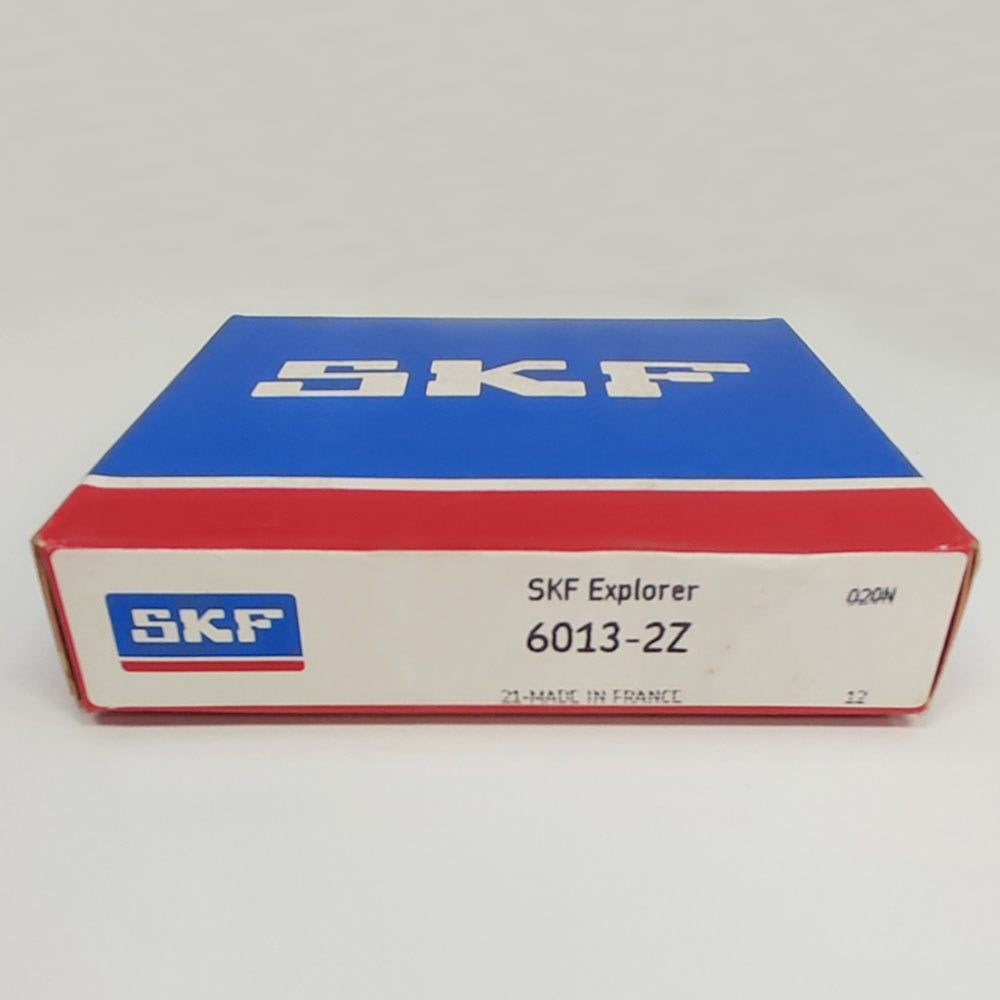 SKF
SKF
SKF Explorer
020N
6013-2Z
21-MADE IN FRANCE
12